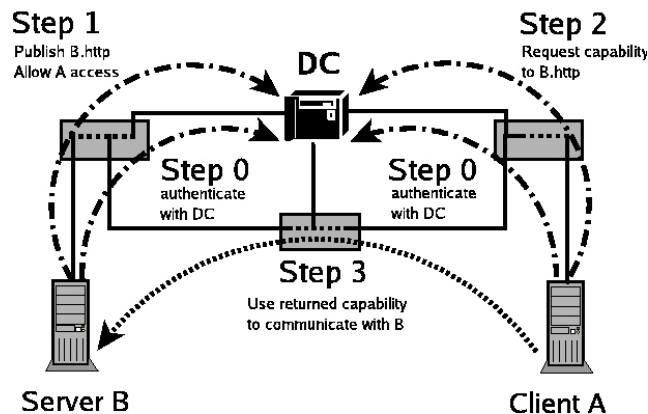 Step 1
Publish B.http
Allow A access
Step 2
Request capability
to B.http
DC
Step 0
authenticate
with DC
Step 0
authenticate
with DC
Step 3
Use returned capability
to communicate with B
Server B
Client A